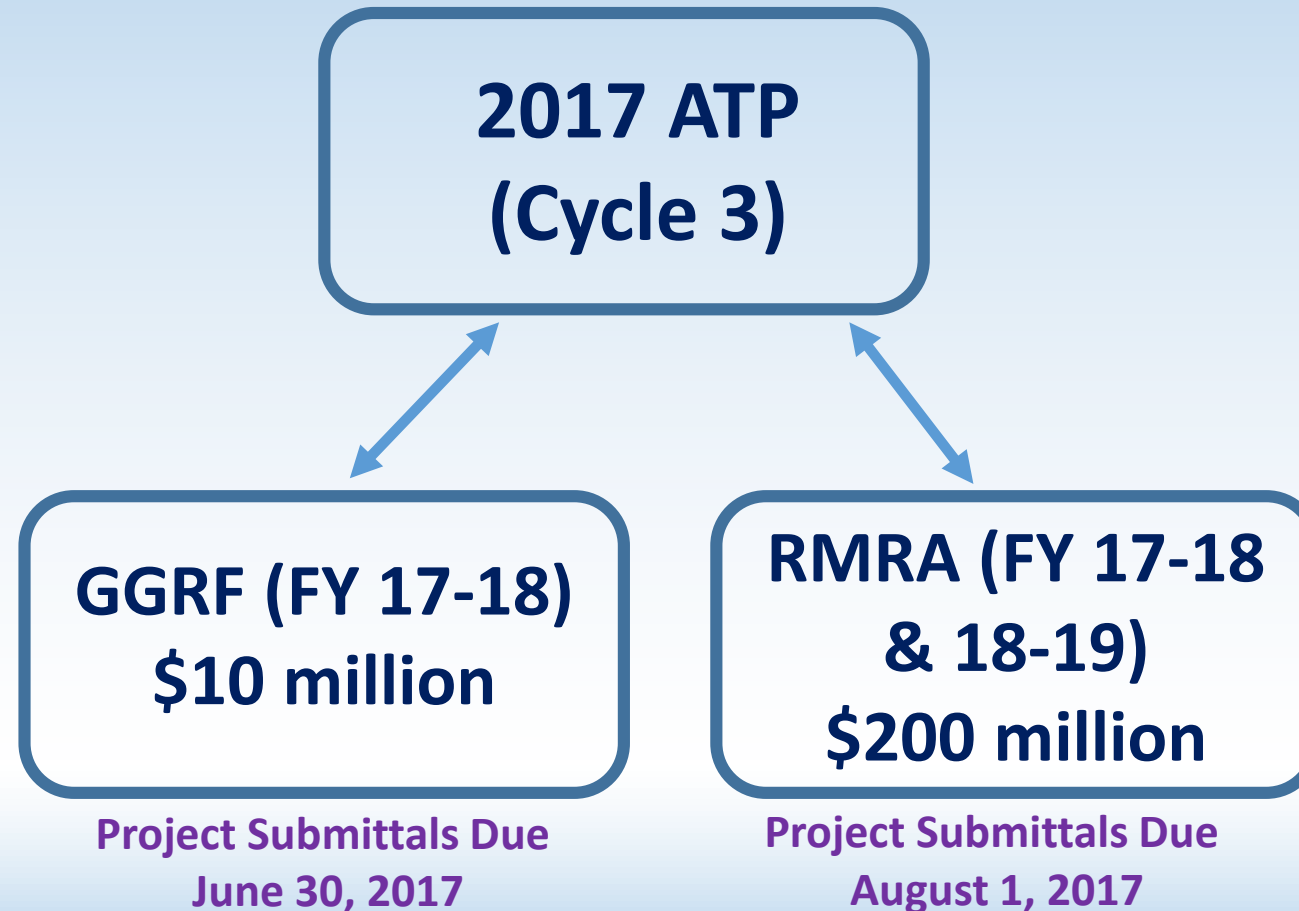 2017 ATP
(Cycle 3)
GGRF (FY 17-18)
$10 million
Project Submittals Due
June 30, 2017
RMRA (FY 17-18
& 18-19)
$200 million
Project Submittals Due
August 1, 2017